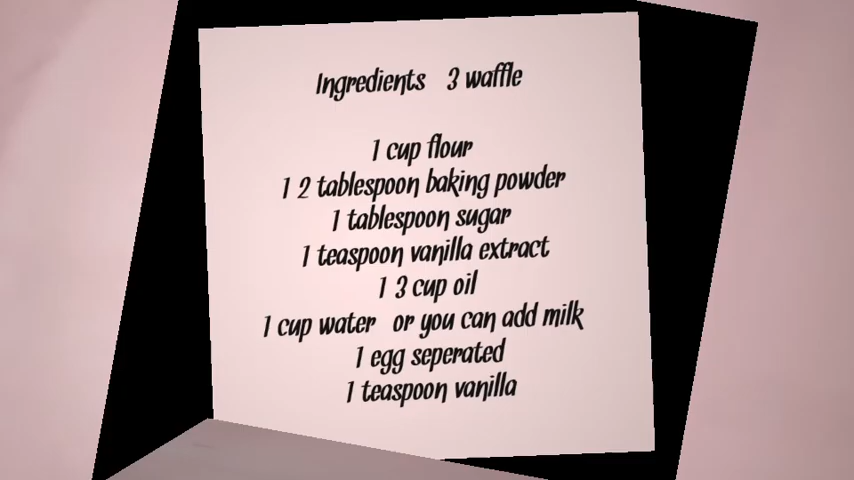 Ingredients 3 waffle
1 cup flour
1 2 tablespoon baking powder
1 tablespoon sugar
1 teaspoon vanilla extract
1 3 cup oil
1 cup water or you can add milk
1 egg seperated
1 teaspoon vanilla